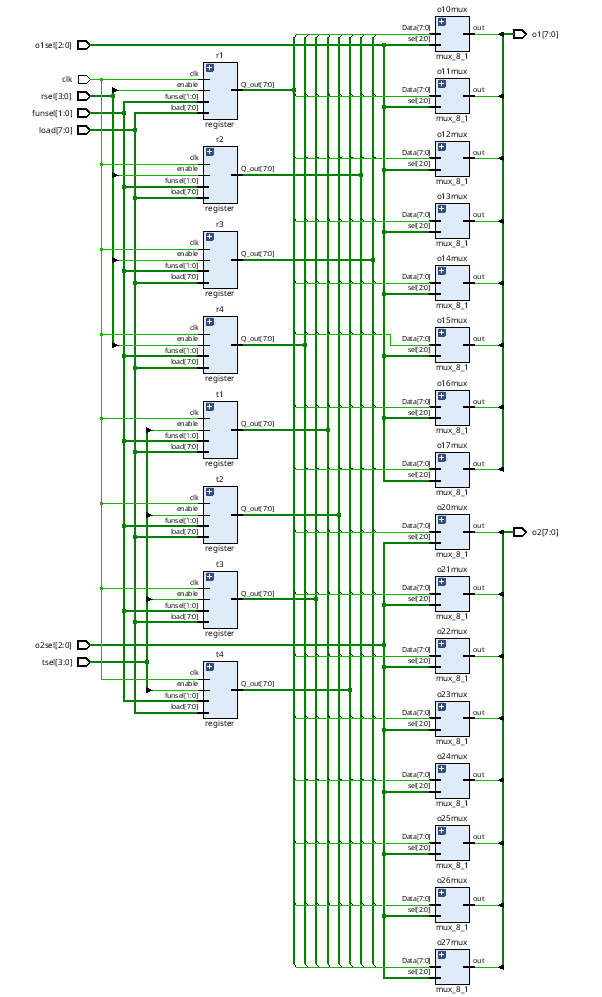 o1sel[2:0]
clk
rsel[3:0]
funsel[1:0]
load[7:0]
o2sel[2:0]
tsel[3:0]
r1
clk
enable
funsel[1:0]
load[7:0]
Q_out[7:0]
register
r2
clk
enable
funsel[1:0]
load[7:0]
Q_out[7:0]
register
r3
clk
enable
funsel[1:0]
load[7:0]
Q_out[7:0]
register
r4
clk
enable
funsel[1:0]
load[7:0]
Q_out[7:0]
register
t1
clk
enable
funsel[1:0]
load[7:0]
Q_out[7:0]
register
t2
clk
enable
funsel[1:0]
load[7:0]
Q_out[7:0]
register
t3
clk
enable
funsel[1:0]
load[7:0]
Q_out[7:0]
register
t4
clk
enable
funsel[1:0]
load[7:0]
Q_out[7:0]
register
o10mux
Data[7:0]
sel[2:0]
out
mux_8_1
o11mux
Data[7:0]
sel[2:0]
out
mux_8_1
o12mux
Data[7:0]
sel[2:0]
out
mux_8_1
o13mux
Data[7:0]
sel[2:0]
out
mux_8_1
o14mux
Data[7:0]
sel[2:0]
out
mux_8_1
o15mux
Data[7:0]
sel[2:0]
out
mux_8_1
o16mux
Data[7:0]
sel[2:0]
out
mux_8_1
o17mux
Data[7:0]
sel[2:0]
out
mux_8_1
o20mux
Data[7:0]
sel[2:0]
out
mux_8_1
o21mux
Data[7:0]
sel[2:0]
out
mux_8_1
o22mux
Data[7:0]
sel[2:0]
out
mux_8_1
o23mux
Data[7:0]
sel[2:0]
out
mux_8_1
o24mux
Data[7:0]
sel[2:0]
out
mux_8_1
o25mux
Data[7:0]
sel[2:0]
out
mux_8_1
o26mux
Data[7:0]
sel[2:0]
out
mux_8_1
o27mux
Data[7:0]
sel[2:0]
out
mux_8_1
o1[7:0]
o2[7:0]